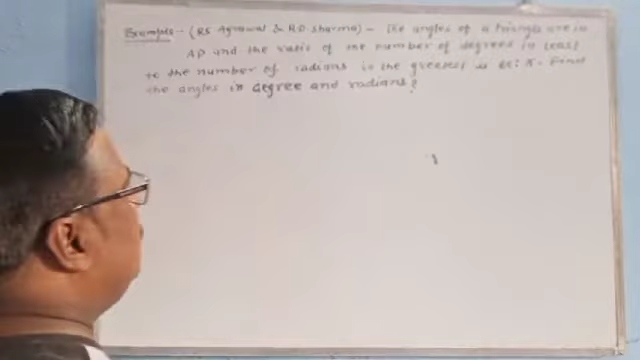 Example:- (RS Agrawal & R.D Sharma) - The angles of a triangle are in
AP and the ratio of the number of degrees in least
to the number of radians in the greatest is 60: π. Find
the angles in degree and radians?